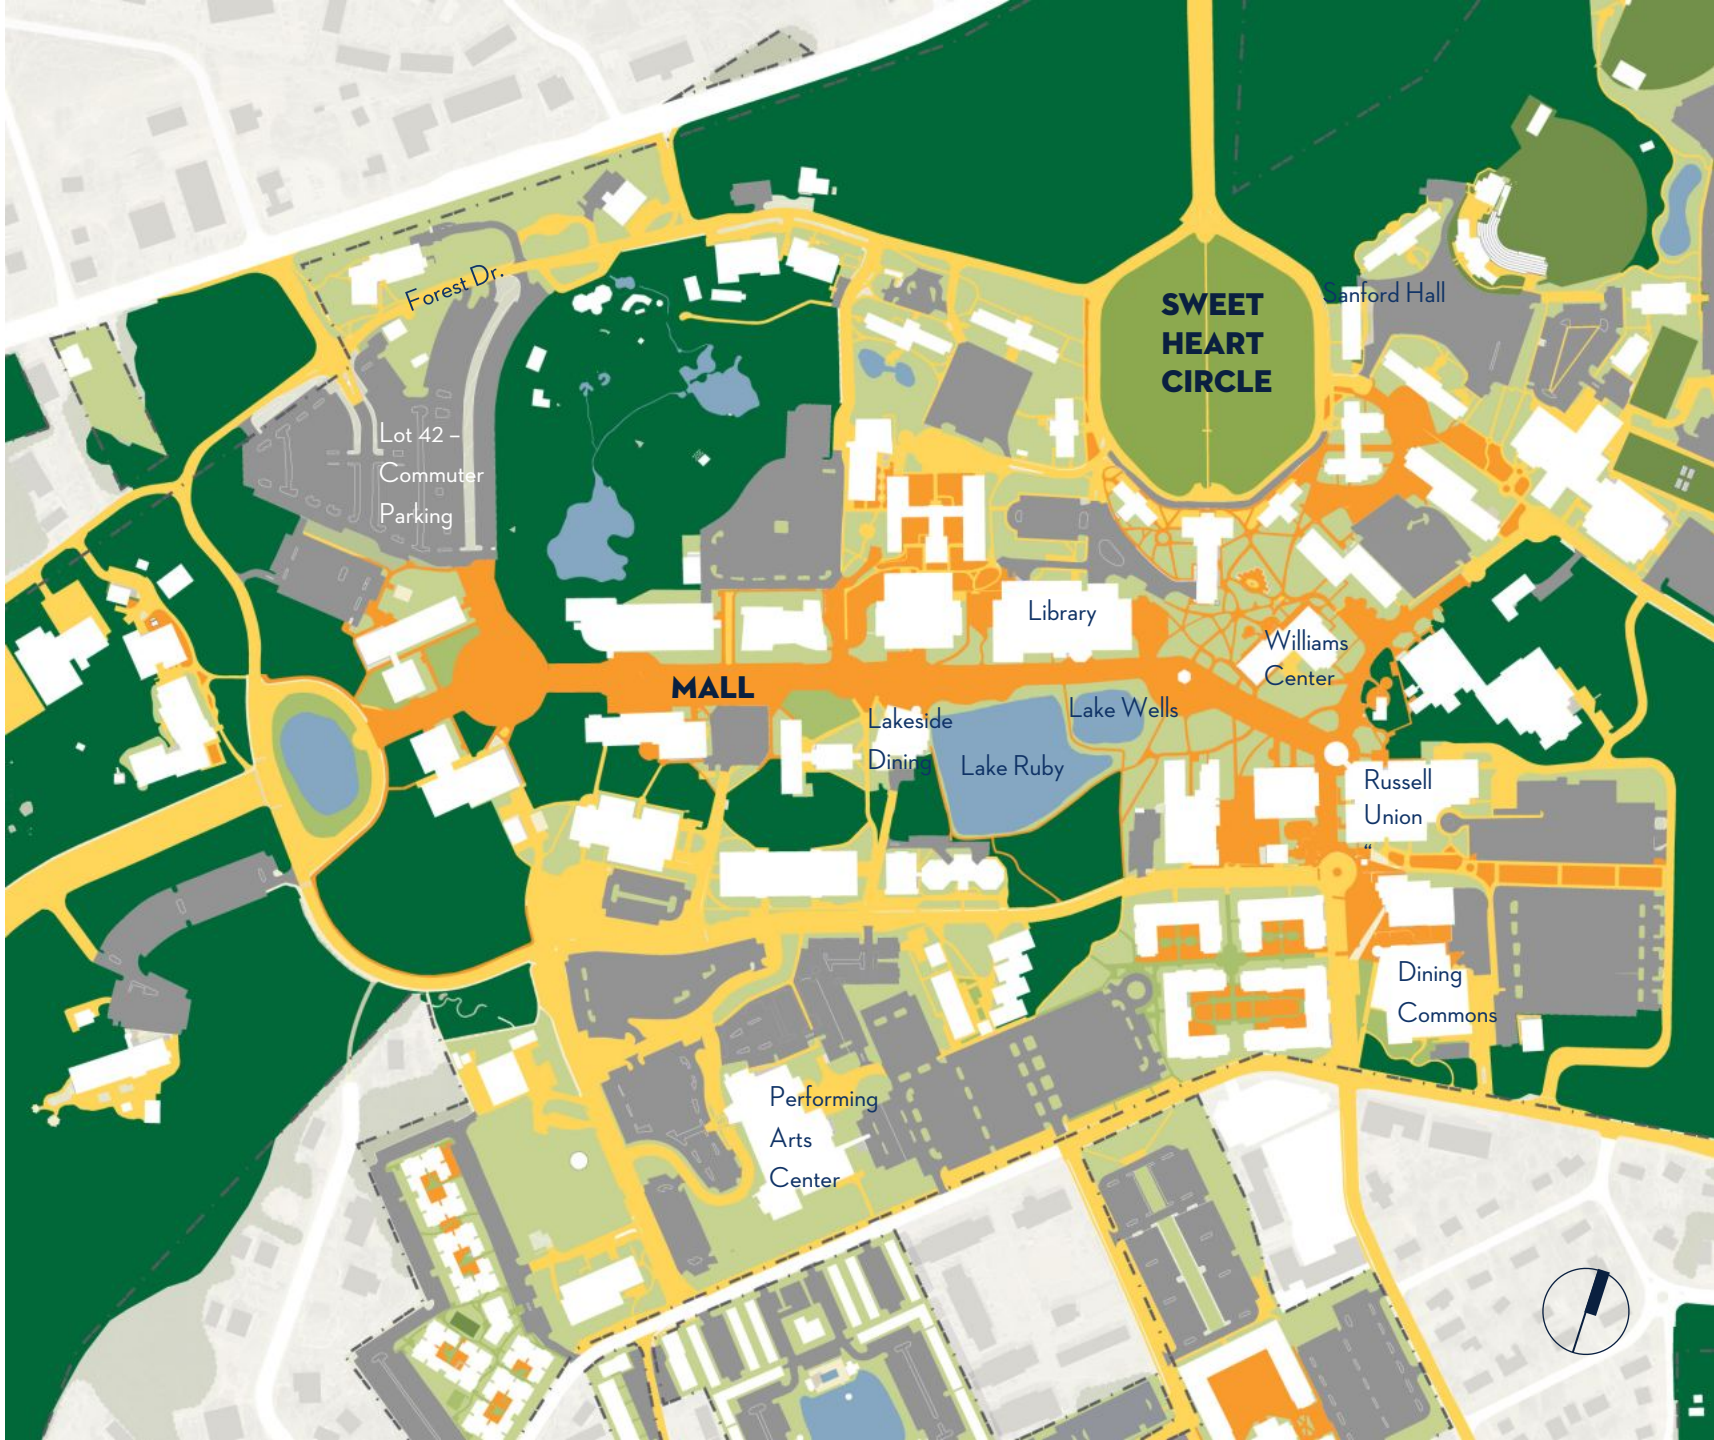 SWEET
HEART
CIRCLE
Sanford Hall
Forest Dr.
Lot 42 –
Commuter
Parking
Library
Williams
Center
MALL
Lakeside
Dining
Lake Wells
Lake Ruby
Russell
Union
“
Dining
Commons
Performing
Arts
Center